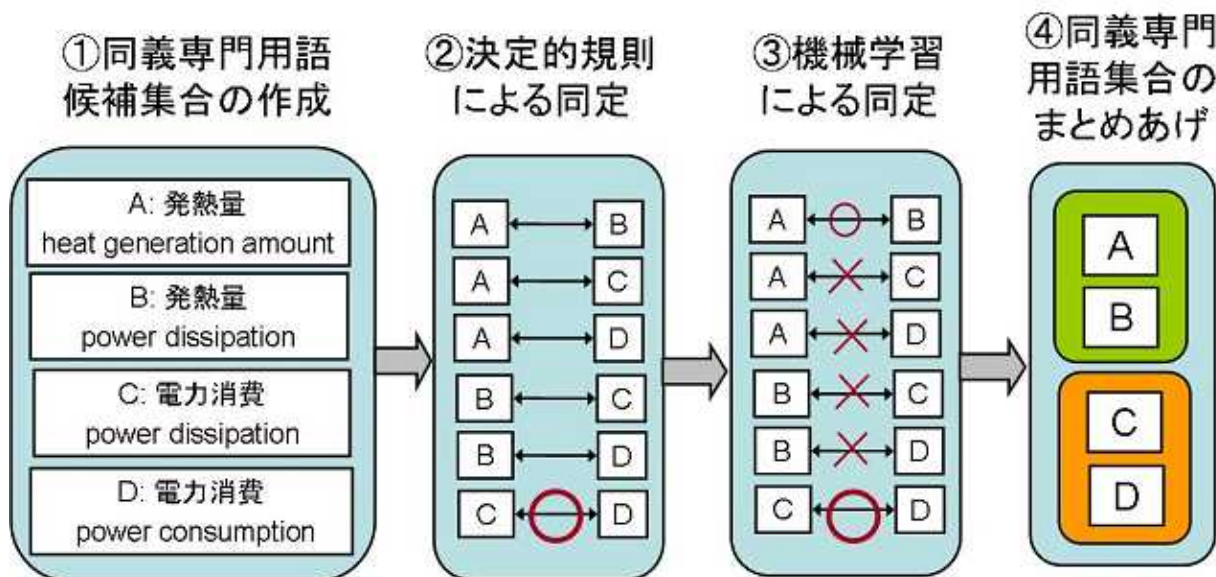 ①同義専門用語
候補集合の作成
A: 発熱量
heat generation amount
B: 発熱量
power dissipation
C: 電力消費
power dissipation
D: 電力消費
power consumption
②決定的規則
による同定
A B
A C
A D
B C
B D
C D
③機械学習
による同定
A B
A C
A D
B C
B D
C D
④同義専門
用語集合の
まとめあげ
A
B
C
D